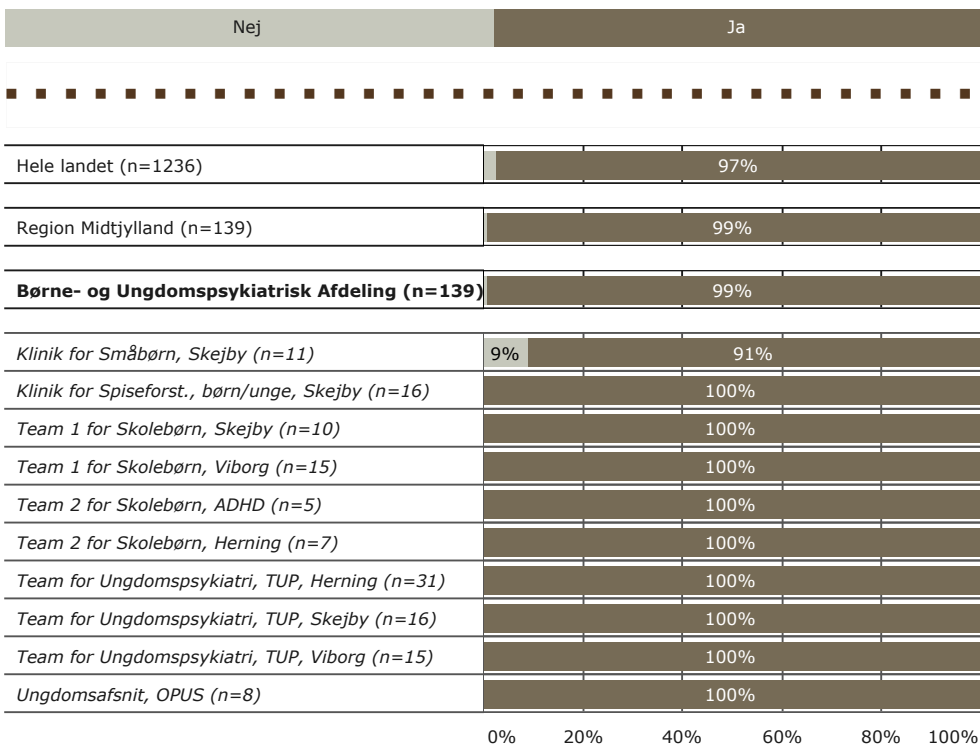 Nej Ja
Hele landet (n=1236) 97%
Region Midtjylland (n=139) 99%
Børne- og Ungdomspsykiatrisk Afdeling (n=139) 99%
Klinik for Småbørn, Skejby (n=11) 9% 91%
Klinik for Spiseforst., børn/unge, Skejby (n=16) 100%
Team 1 for Skolebørn, Skejby (n=10) 100%
Team 1 for Skolebørn, Viborg (n=15) 100%
Team 2 for Skolebørn, ADHD (n=5) 100%
Team 2 for Skolebørn, Herning (n=7) 100%
Team for Ungdomspsykiatri, TUP, Herning (n=31) 100%
Team for Ungdomspsykiatri, TUP, Skejby (n=16) 100%
Team for Ungdomspsykiatri, TUP, Viborg (n=15) 100%
Ungdomsafsnit, OPUS (n=8) 100%
0% 20% 40% 60% 80% 100%